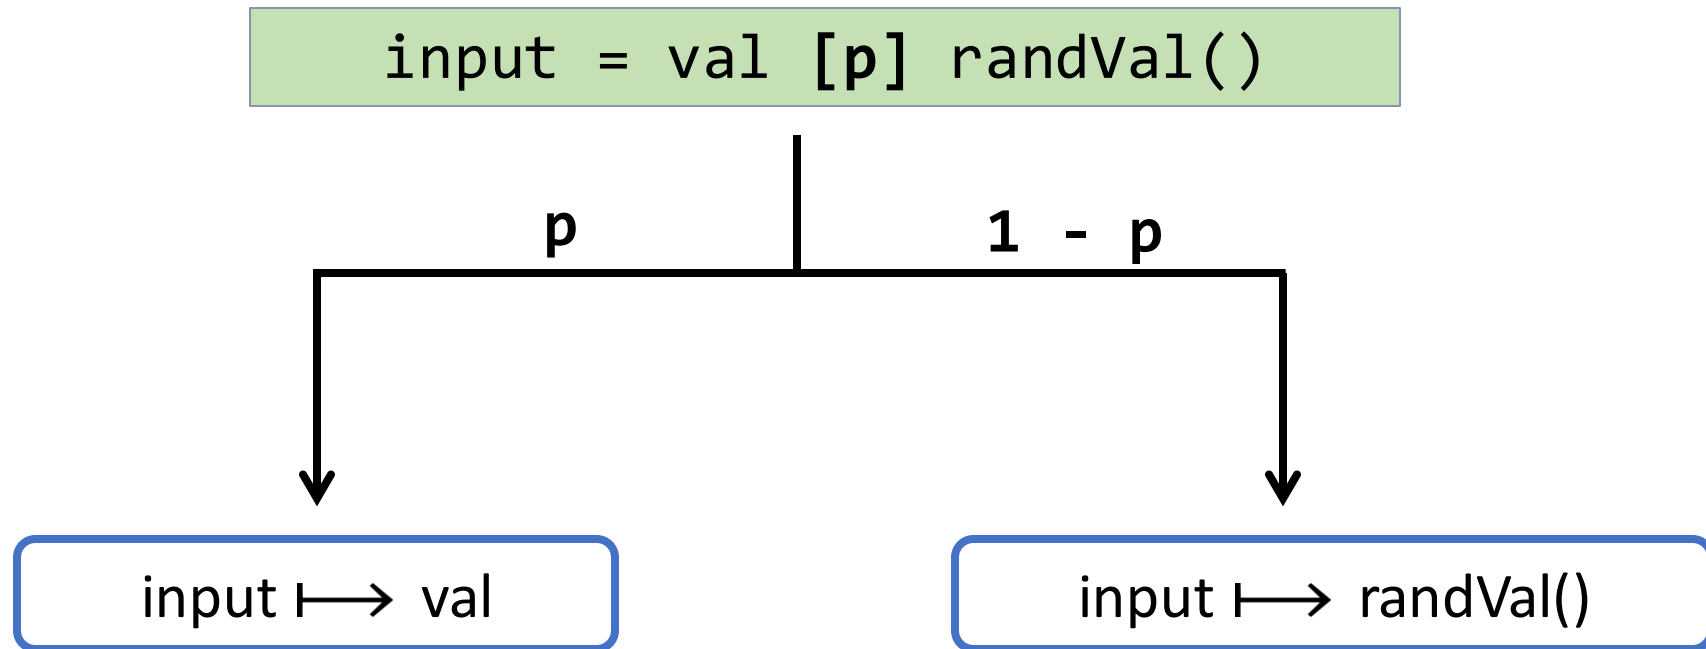 input = val [p] randVal()
p
1 - p
input ⟼ val
input ⟼ randVal()